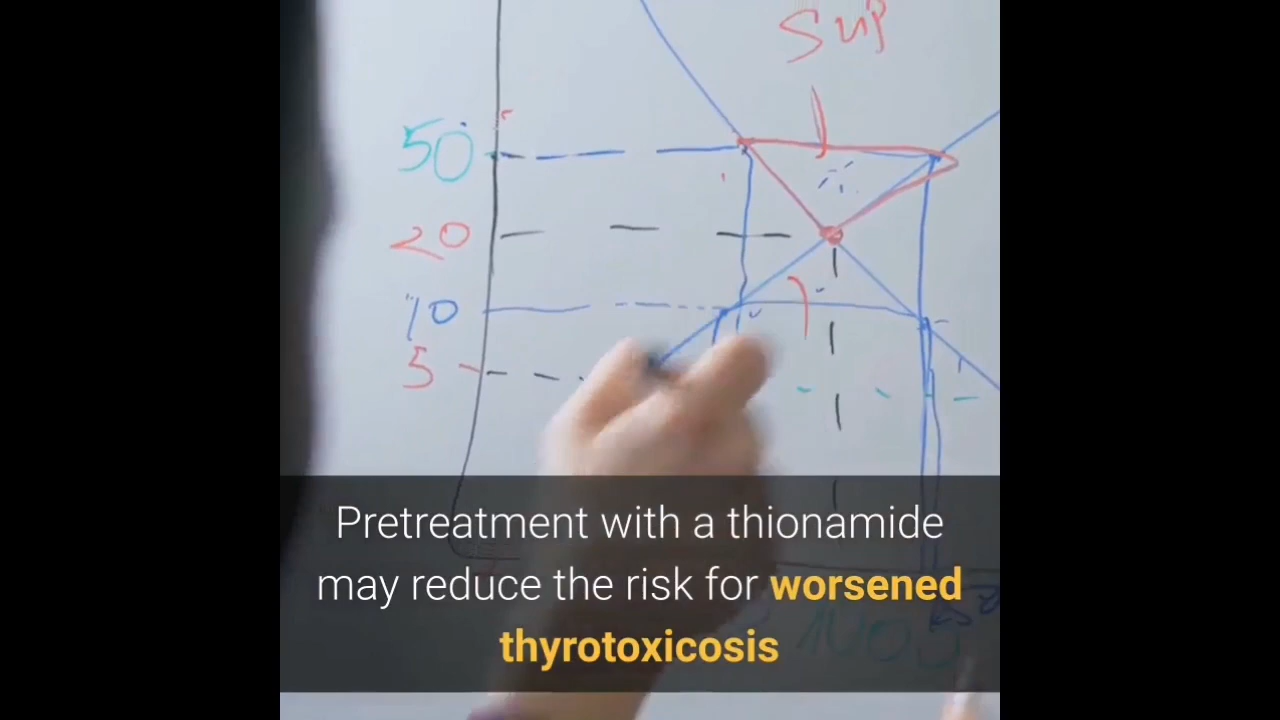 Sup
50
20
10
5
Pretreatment with a thionamide
may reduce the risk for worsened
thyrotoxicosis